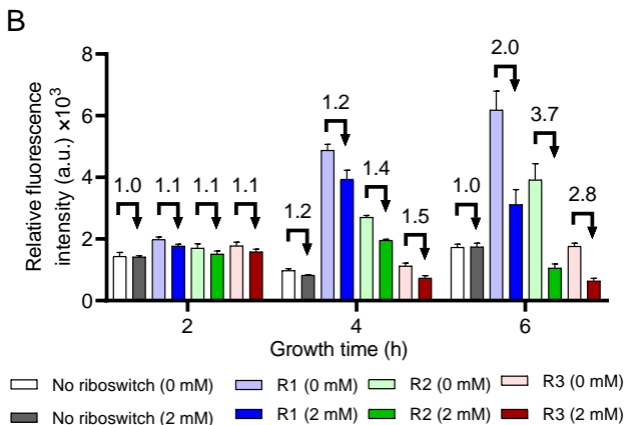 B
Relative fluorescence
intensity (a.u.) ×10³
8
6
4
2
0
1.0
1.1
1.1
1.1
1.2
1.2
1.4
1.5
1.0
2.0
3.7
2.8
2
4
6
Growth time (h)
No riboswitch (0 mM)
R1 (0 mM)
R2 (0 mM)
R3 (0 mM)
No riboswitch (2 mM)
R1 (2 mM)
R2 (2 mM)
R3 (2 mM)